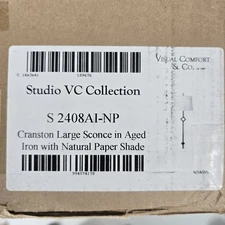 VISUAL COMFORT
& CO.
Studio VC Collection
S 2408AI-NP
Cranston Large Sconce in Aged
Iron with Natural Paper Shade